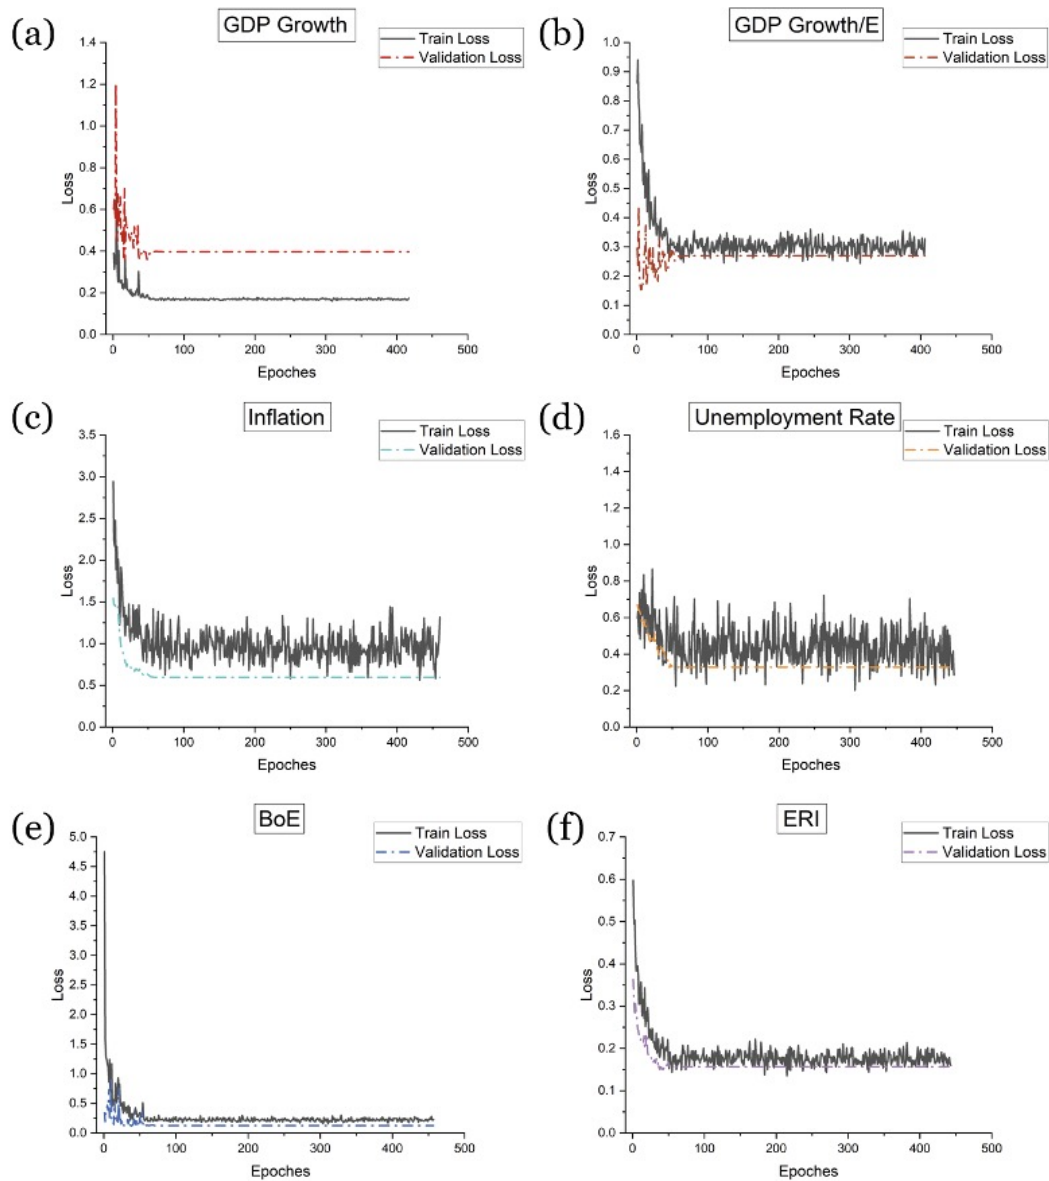 (a)
GDP Growth
Train Loss
Validation Loss
1.4
1.2
1.0
0.8
0.6
0.4
0.2
0.0
Loss
0
100
200
300
400
500
Epoches
(b)
GDP Growth/E
Train Loss
Validation Loss
1.0
0.9
0.8
0.7
0.6
0.5
0.4
0.3
0.2
0.1
0.0
Loss
0
100
200
300
400
500
Epoches
(c)
Inflation
Train Loss
Validation Loss
3.5
3.0
2.5
2.0
1.5
1.0
0.5
0.0
Loss
0
100
200
300
400
500
Epoches
(d)
Unemployment Rate
Train Loss
Validation Loss
1.6
1.4
1.2
1.0
0.8
0.6
0.4
0.2
0.0
Loss
0
100
200
300
400
500
Epoches
(e)
BoE
Train Loss
Validation Loss
5.0
4.5
4.0
3.5
3.0
2.5
2.0
1.5
1.0
0.5
0.0
Loss
0
100
200
300
400
500
Epoches
(f)
ERI
Train Loss
Validation Loss
0.7
0.6
0.5
0.4
0.3
0.2
0.1
0.0
Loss
0
100
200
300
400
500
Epoches